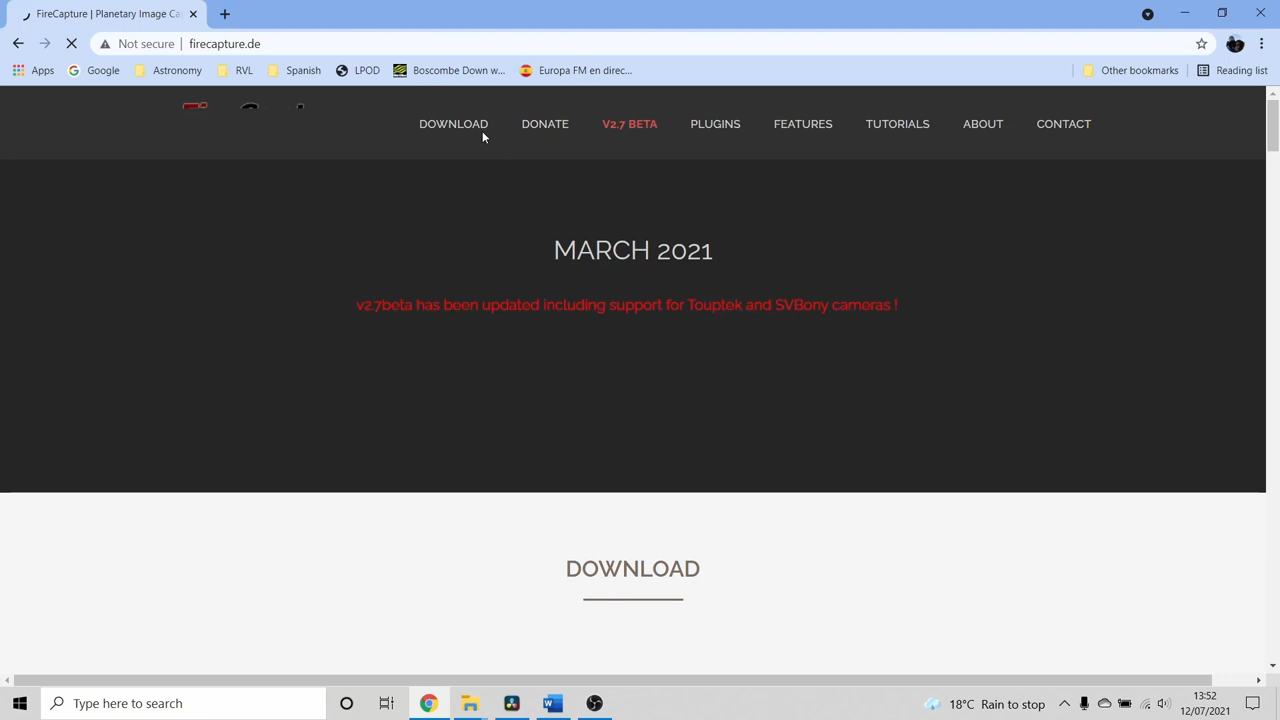 FireCapture | Planetary Image Ca
Not secure
firecapture.de
Apps
Google
Astronomy
RVL
Spanish
LPOD
Boscombe Down w...
Europa FM en direc...
Other bookmarks
Reading list
DOWNLOAD
DONATE
V2.7 BETA
PLUGINS
FEATURES
TUTORIALS
ABOUT
CONTACT
MARCH 2021
v2.7beta has been updated including support for Touptek and SVBony cameras !
DOWNLOAD
Type here to search
18°C Rain to stop
13:52
12/07/2021